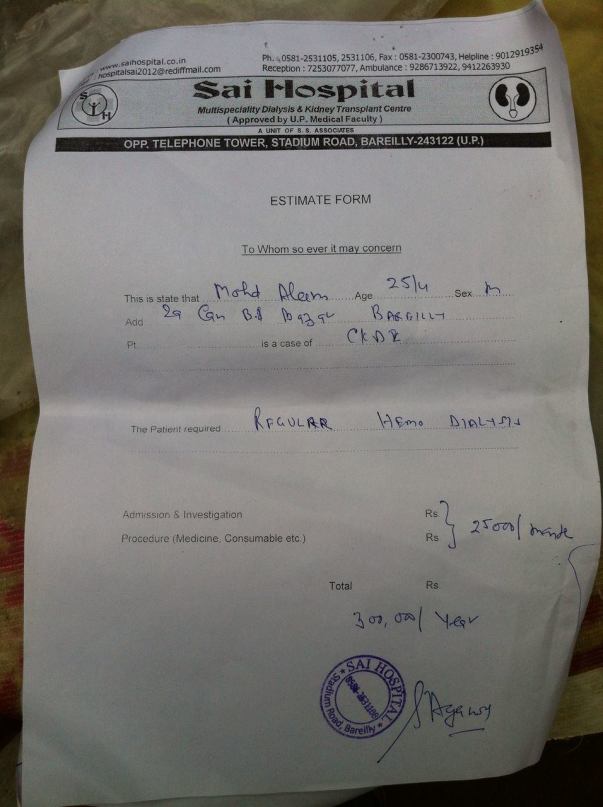 www.saihospital.co.in
hospitalsai2012@rediffmail.com
Ph. 0581-2531105, 2531106, Fax : 0581-2300743, Helpline : 9012919354
Reception : 7253077077, Ambulance : 9286713922, 9412263930
S H
Sai Hospital
Multispeciality Dialysis & Kidney Transplant Centre
( Approved by U.P. Medical Faculty )
A UNIT OF S.S. ASSOCIATES
OPP. TELEPHONE TOWER, STADIUM ROAD, BAREILLY-243122 (U.P.)
ESTIMATE FORM
To Whom so ever it may concern
This is state that Mohd Aleem Age 25/4 Sex M
Add BAREILLY
Pt. is a case of
The Patient required REGULAR HEMO DIALYSIS
Admission & Investigation Rs
Procedure (Medicine, Consumable etc.) Rs
25000/
Total Rs
300,000/ Year
SAI HOSPITAL
Stadium Road, Bareilly